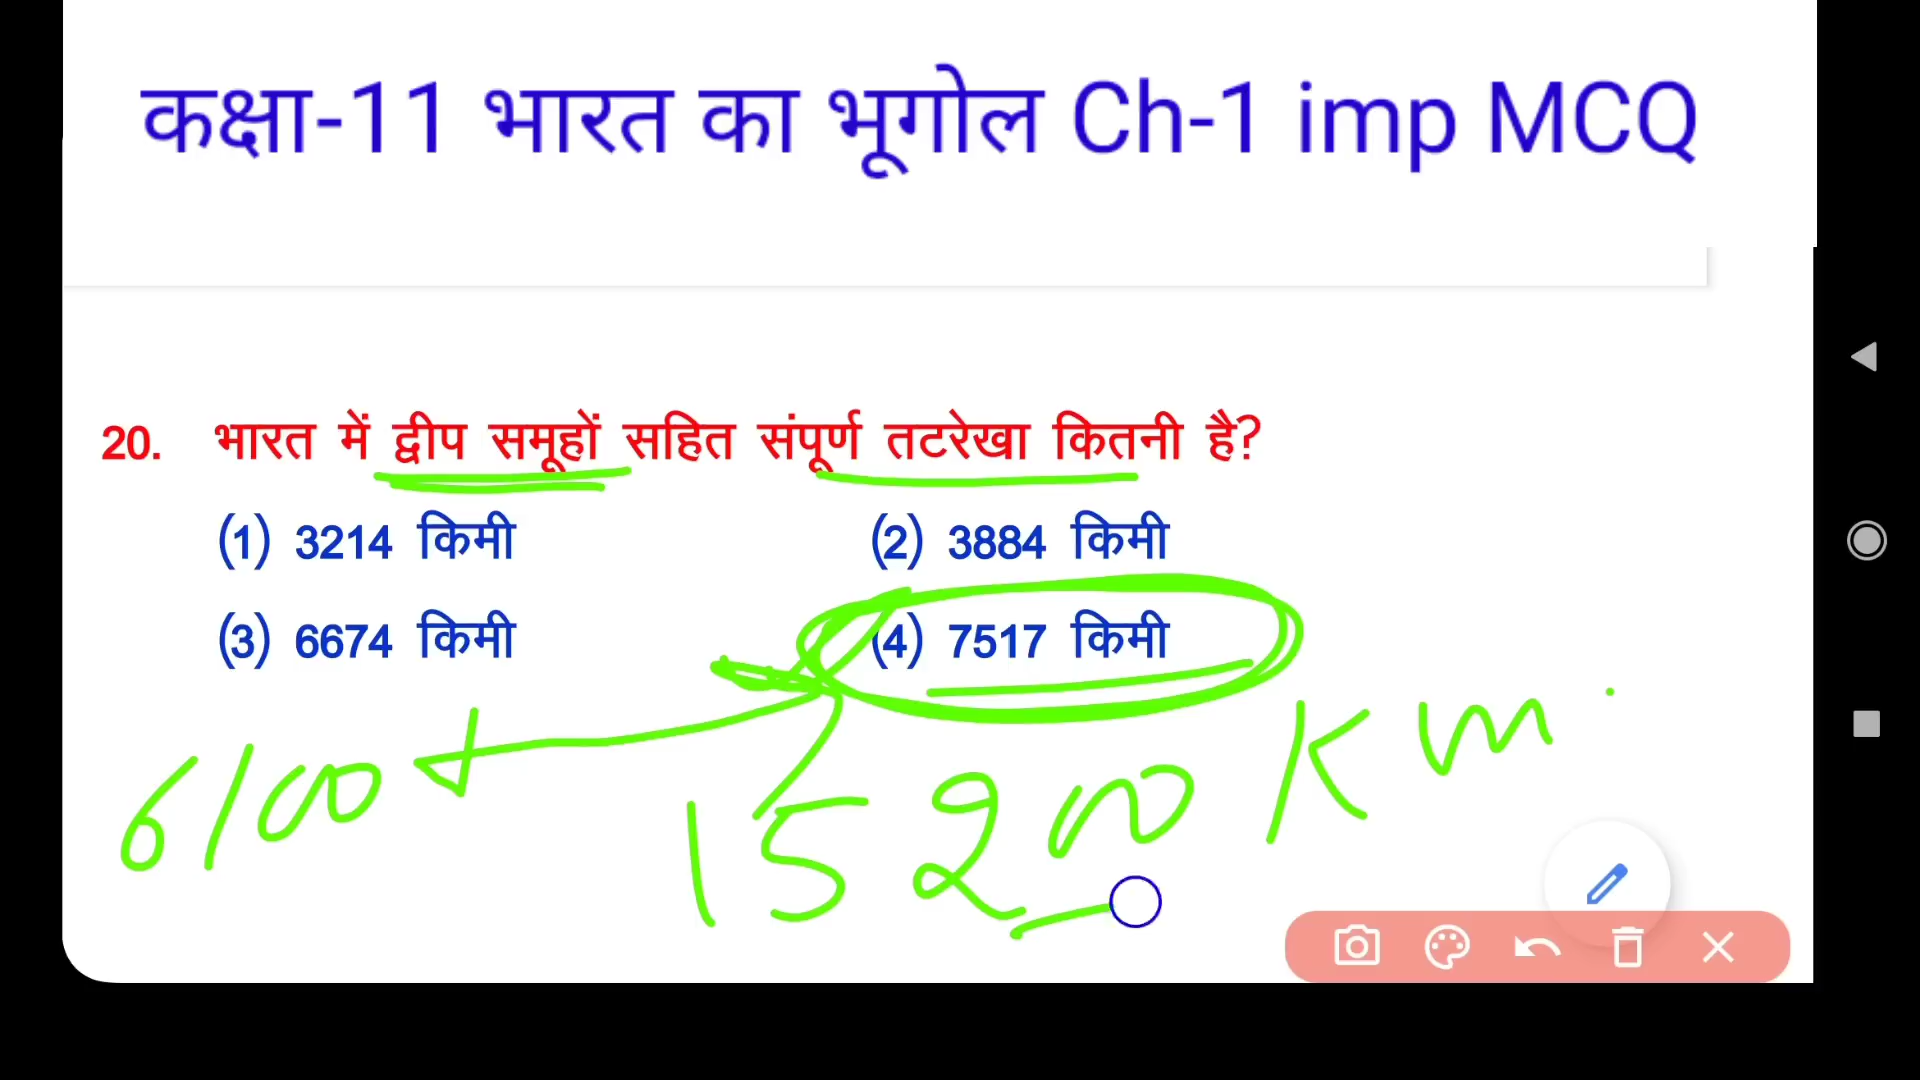 कक्षा-11 भारत का भूगोल Ch-1 imp MCQ
20. भारत में द्वीप समूहों सहित संपूर्ण तटरेखा कितनी है?
(1) 3214 किमी (2) 3884 किमी
(3) 6674 किमी (4) 7517 किमी
6100 15200 Km